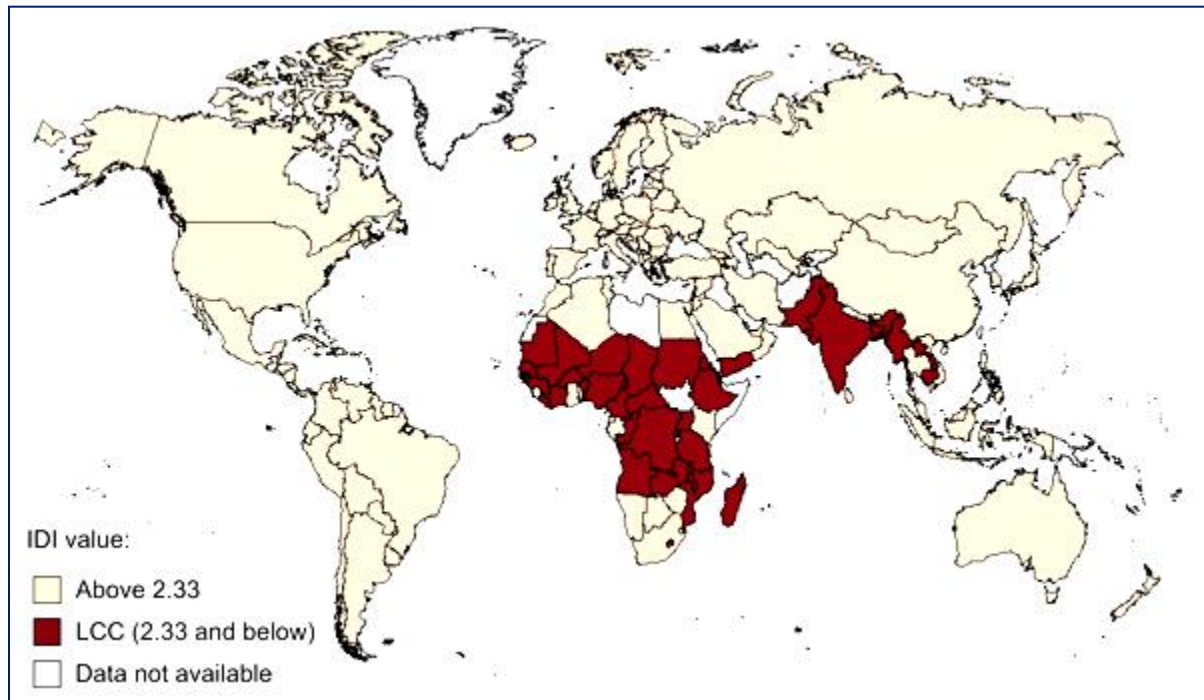 IDI value:
Above 2.33
LCC (2.33 and below)
Data not available